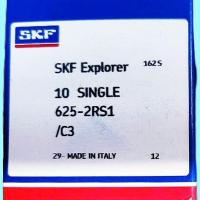 SKF
SKF Explorer 162S
10 SINGLE
625-2RS1
/C3
29- MADE IN ITALY 12